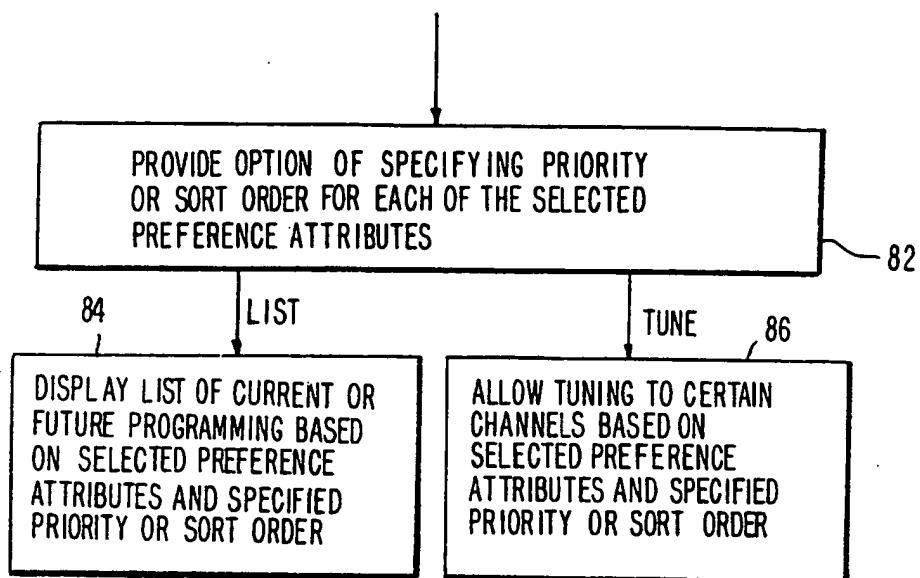 PROVIDE OPTION OF SPECIFYING PRIORITY
OR SORT ORDER FOR EACH OF THE SELECTED
PREFERENCE ATTRIBUTES
82
84
LIST
TUNE
86
DISPLAY LIST OF CURRENT OR
FUTURE PROGRAMMING BASED
ON SELECTED PREFERENCE
ATTRIBUTES AND SPECIFIED
PRIORITY OR SORT ORDER
ALLOW TUNING TO CERTAIN
CHANNELS BASED ON
SELECTED PREFERENCE
ATTRIBUTES AND SPECIFIED
PRIORITY OR SORT ORDER